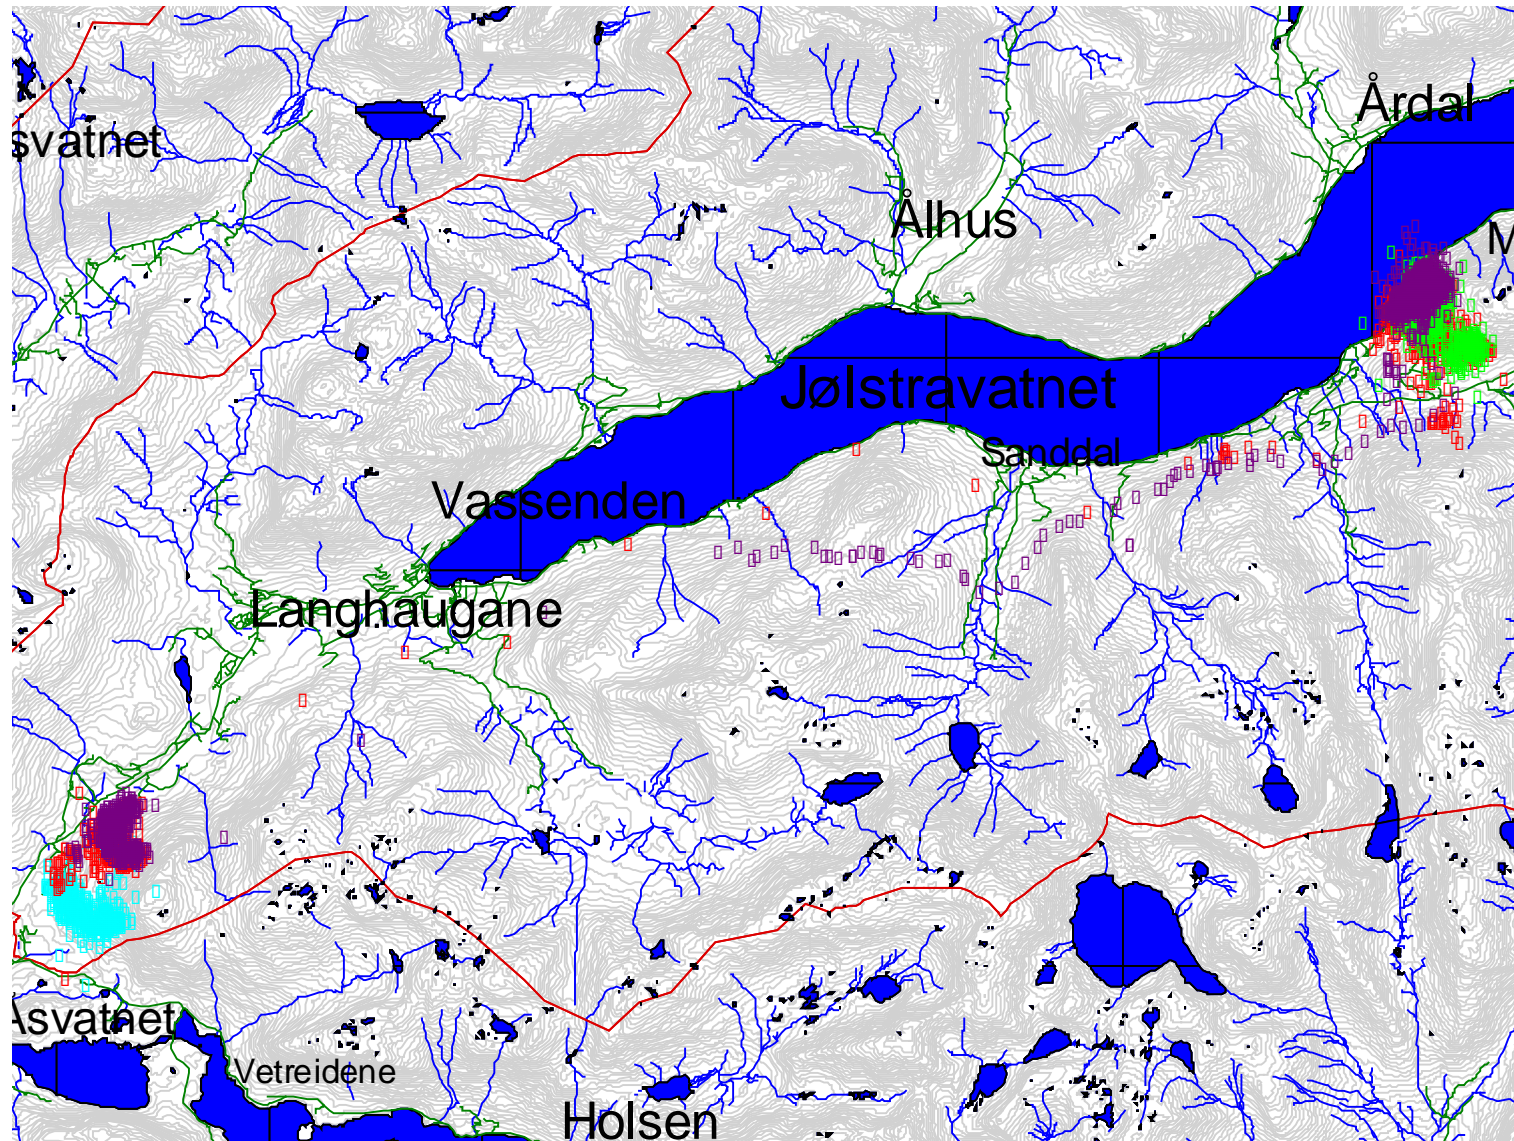 Årdal
svatnet
Ålhus
M
Jølstravatnet
Sanddal
Vassenden
Langhaugane
Åsvatnet
Vetreidene
Holsen